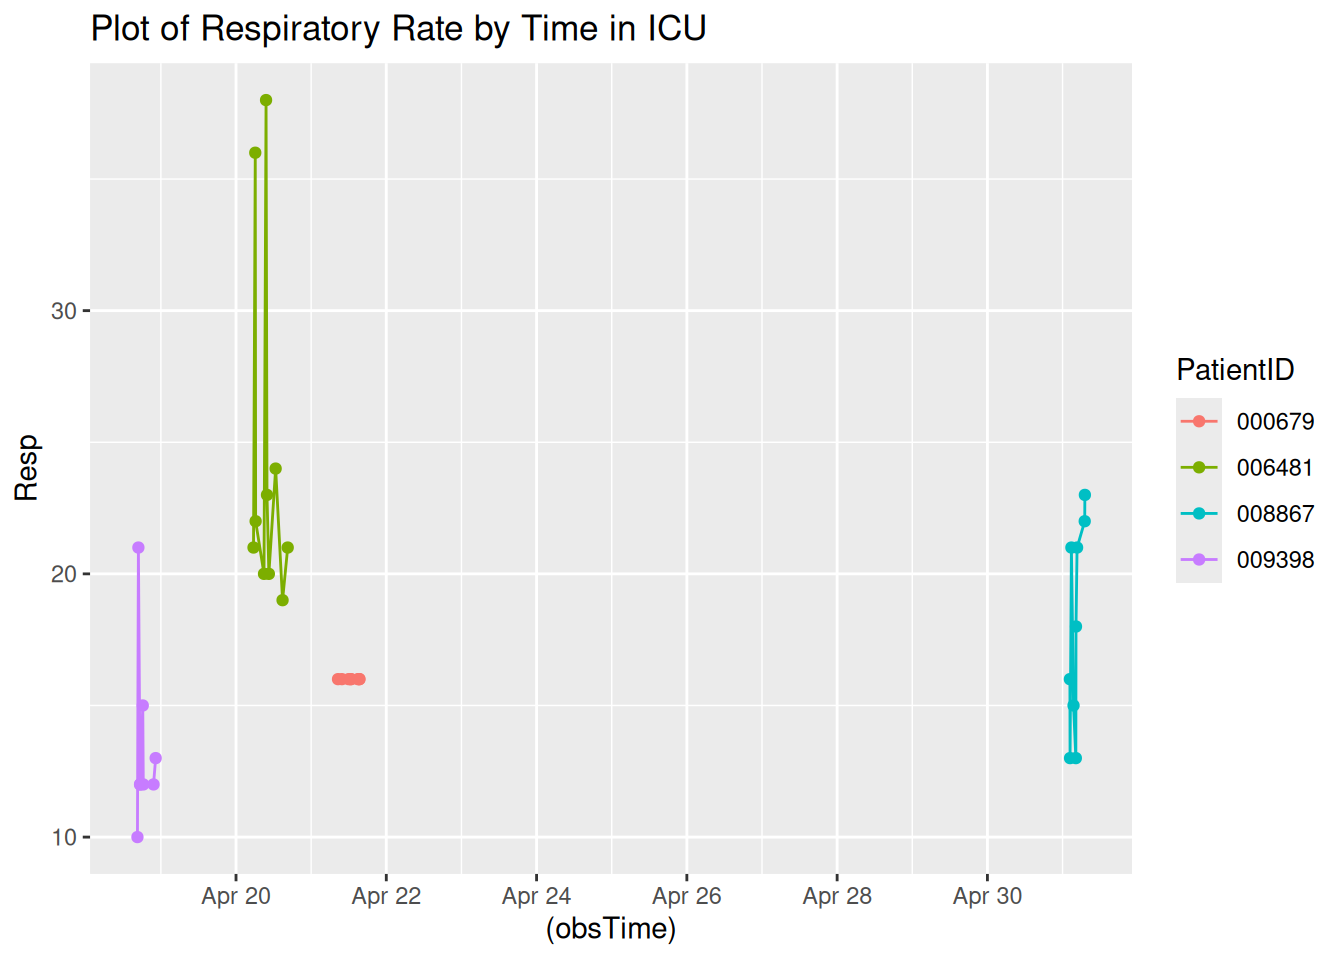 Plot of Respiratory Rate by Time in ICU
Resp
30
20
10
Apr 20 Apr 22 Apr 24 Apr 26 Apr 28 Apr 30
(obsTime)
PatientID
000679
006481
008867
009398